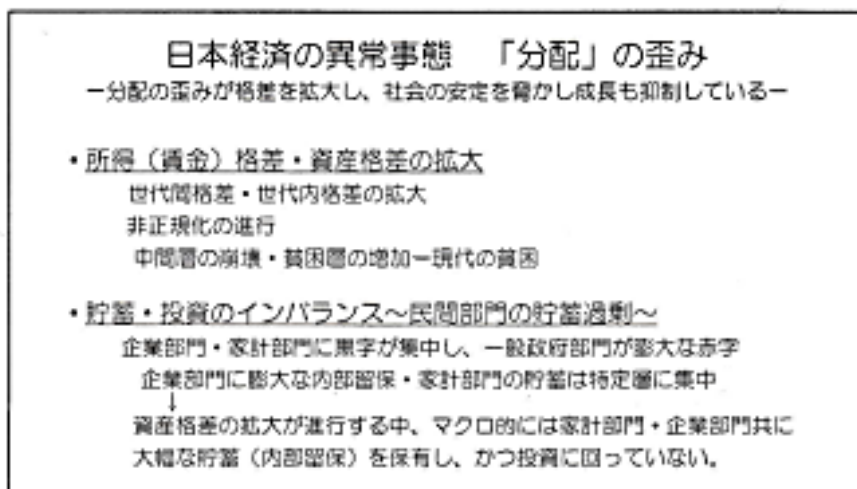 日本経済の異常事態　「分配」の歪み
ー分配の歪みが格差を拡大し、社会の安定を脅かし成長も抑制しているー
・所得（賃金）格差・資産格差の拡大
世代間格差・世代内格差の拡大
非正規化の進行
中間層の崩壊・貧困層の増加ー現代の貧困
・貯蓄・投資のインバランス～民間部門の貯蓄過剰～
企業部門・家計部門に黒字が集中し、一般政府部門が膨大な赤字
企業部門に膨大な内部留保・家計部門の貯蓄は特定層に集中
↓
資産格差の拡大が進行する中、マクロ的には家計部門・企業部門共に
大幅な貯蓄（内部留保）を保有し、かつ投資に回っていない。